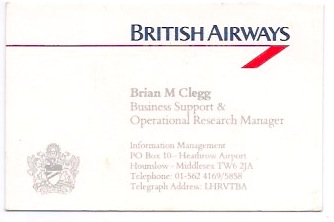 BRITISH AIRWAYS
Brian M Clegg
Business Support &
Operational Research Manager
Information Management
PO Box 10 - Heathrow Airport
Hounslow - Middlesex TW6 2JA
Telephone: 01-562 4169/5858
Telegraph Address: LHRVTBA